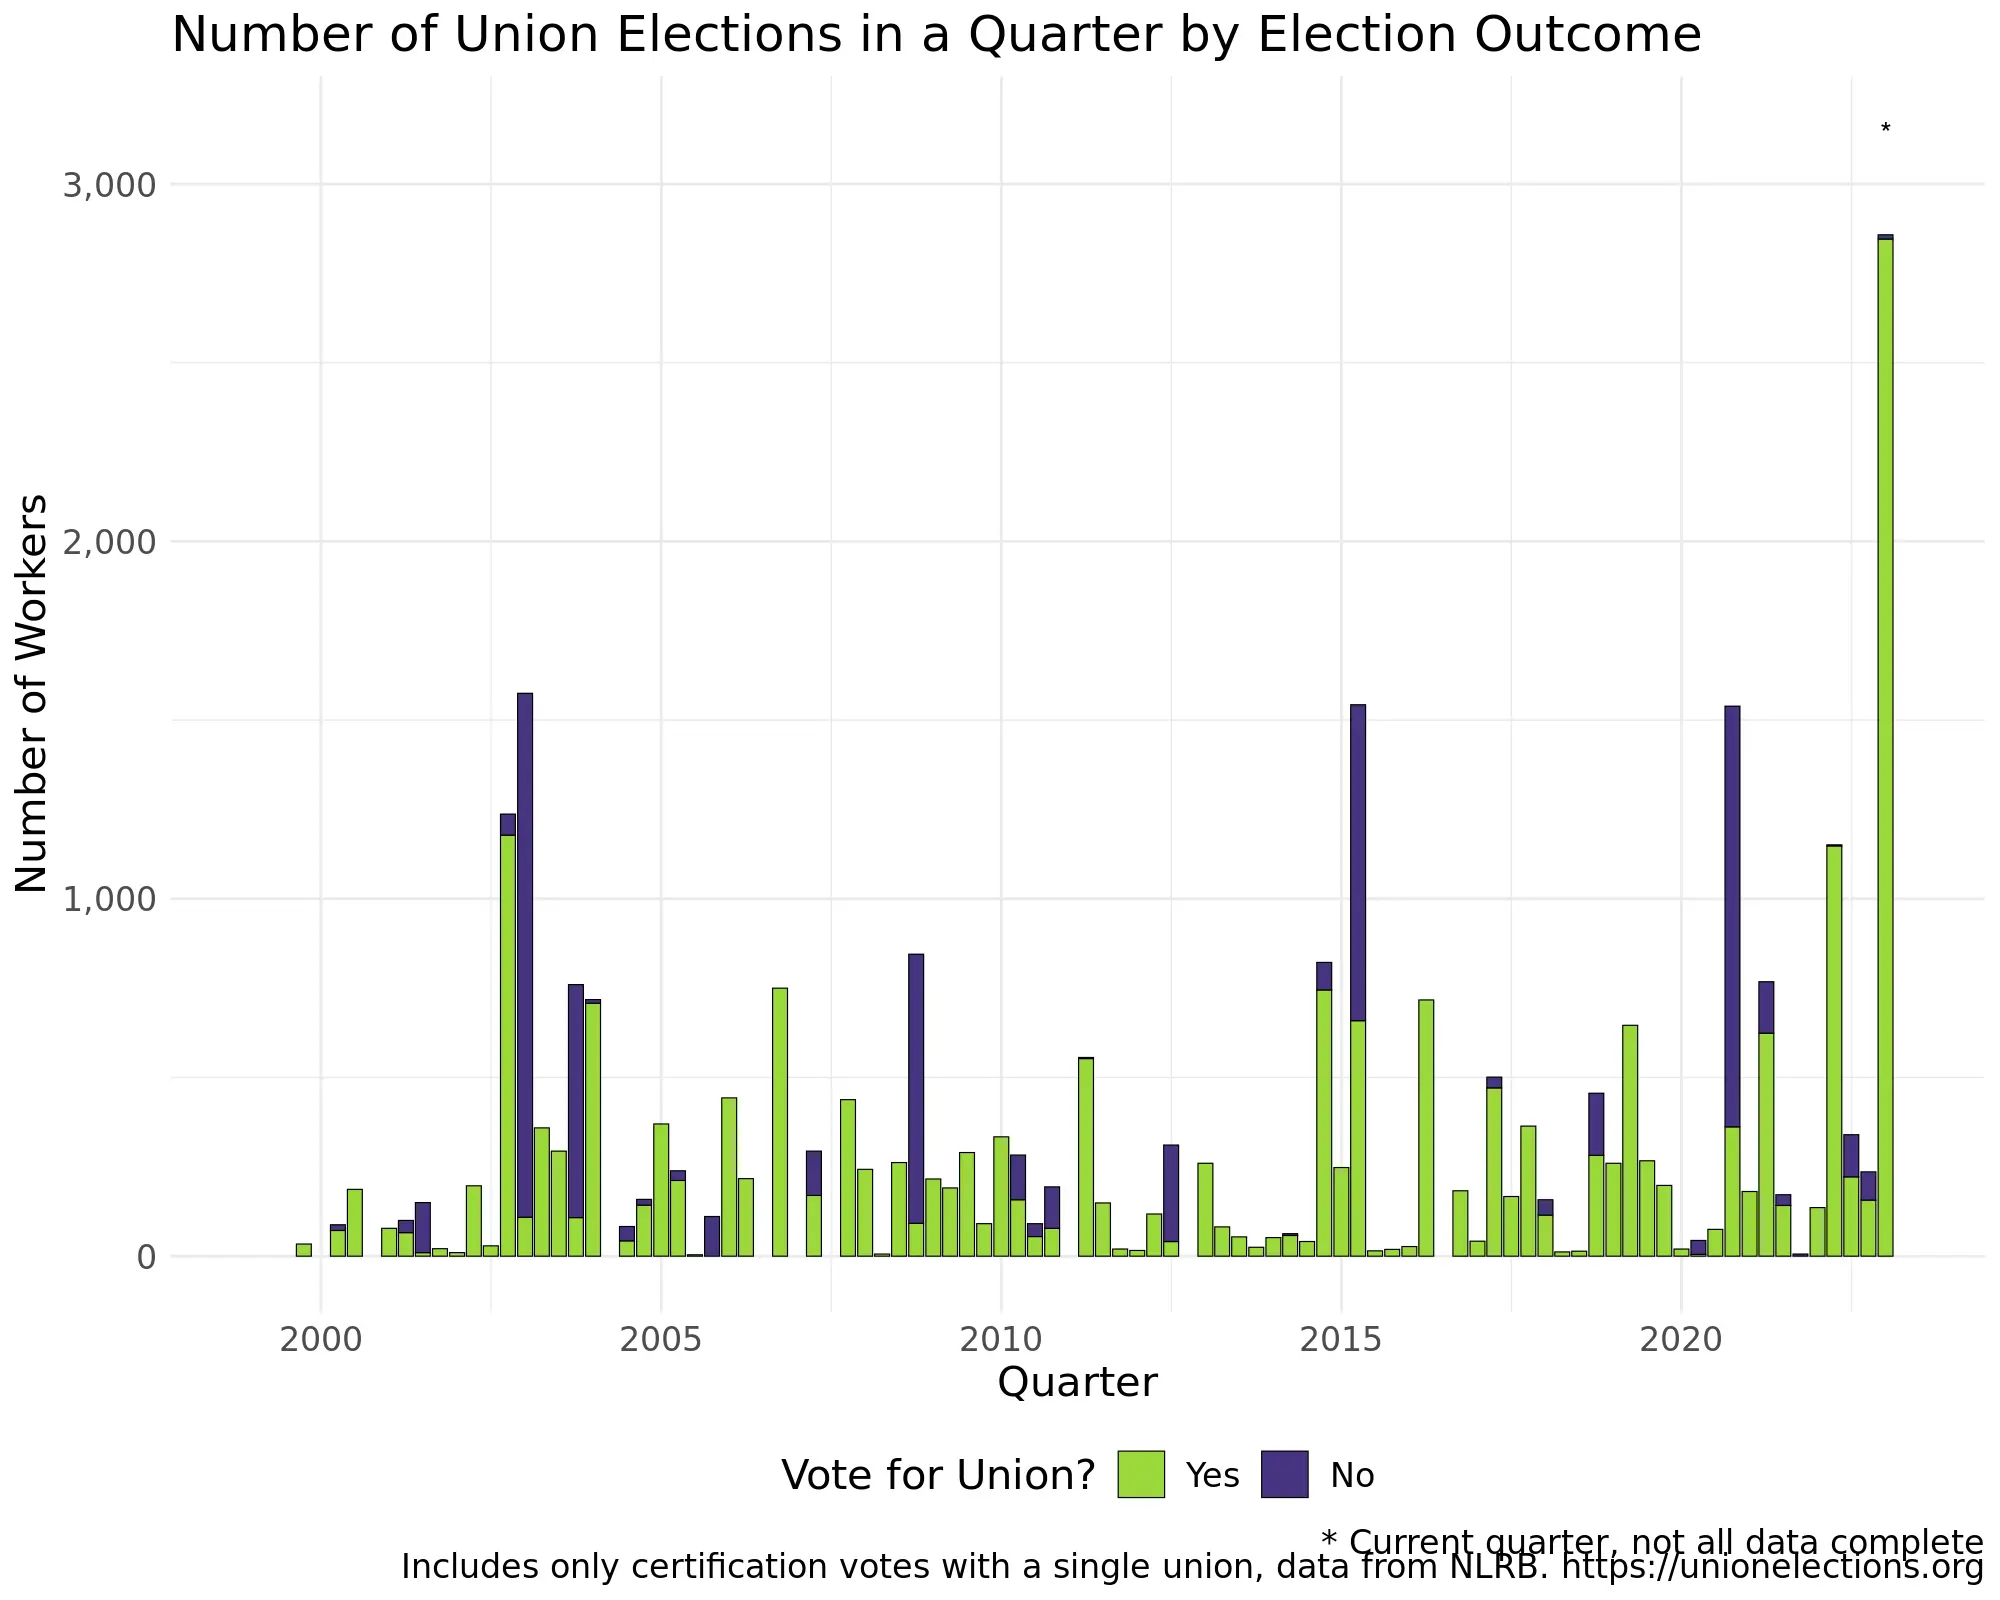 Number of Union Elections in a Quarter by Election Outcome
*
3,000
2,000
1,000
0
Number of Workers
2000 2005 2010 2015 2020
Quarter
Vote for Union? Yes No
* Current quarter, not all data complete
Includes only certification votes with a single union, data from NLRB. https://unionelections.org